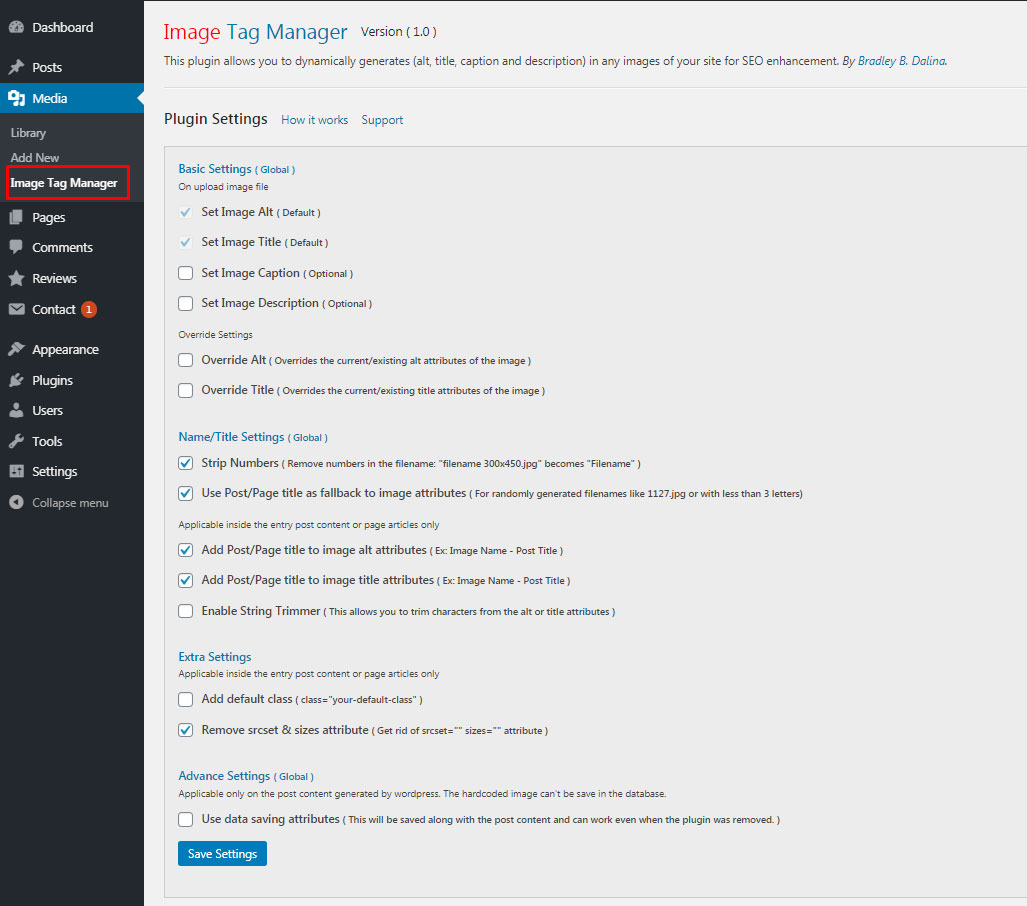 Dashboard
Posts
Media
Library
Add New
Image Tag Manager
Pages
Comments
Reviews
Contact 1
Appearance
Plugins
Users
Tools
Settings
Collapse menu
Image Tag Manager Version ( 1.0 )
This plugin allows you to dynamically generates (alt, title, caption and description) in any images of your site for SEO enhancement. By Bradley B. Dalina.
Plugin Settings How it works Support
Basic Settings ( Global )
On upload image file
Set Image Alt ( Default )
Set Image Title ( Default )
Set Image Caption ( Optional )
Set Image Description ( Optional )
Override Settings
Override Alt ( Overrides the current/existing alt attributes of the image )
Override Title ( Overrides the current/existing title attributes of the image )
Name/Title Settings ( Global )
Strip Numbers ( Remove numbers in the filename: "filename 300x450.jpg" becomes "Filename" )
Use Post/Page title as fallback to image attributes ( For randomly generated filenames like 1127.jpg or with less than 3 letters)
Applicable inside the entry post content or page articles only
Add Post/Page title to image alt attributes ( Ex: Image Name - Post Title )
Add Post/Page title to image title attributes ( Ex: Image Name - Post Title )
Enable String Trimmer ( This allows you to trim characters from the alt or title attributes )
Extra Settings
Applicable inside the entry post content or page articles only
Add default class ( class="your-default-class" )
Remove srcset & sizes attribute ( Get rid of srcset="" sizes="" attribute )
Advance Settings ( Global )
Applicable only on the post content generated by wordpress. The hardcoded image can't be save in the database.
Use data saving attributes ( This will be saved along with the post content and can work even when the plugin was removed. )
Save Settings